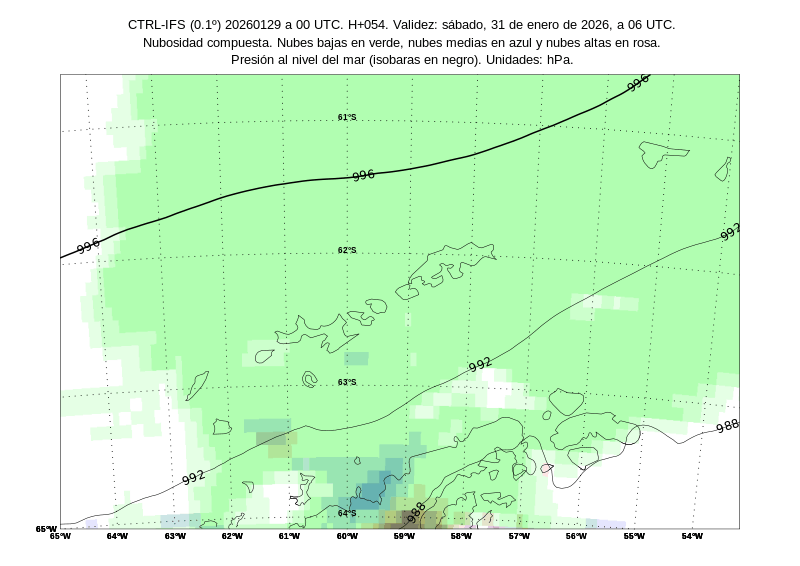 CTRL-IFS (0.1º) 20260129 a 00 UTC. H+054. Validez: sábado, 31 de enero de 2026, a 06 UTC.
Nubosidad compuesta. Nubes bajas en verde, nubes medias en azul y nubes altas en rosa.
Presión al nivel del mar (isobaras en negro). Unidades: hPa.
996
61°S
996
992
996
62°S
992
63°S
988
992
988
64°S
65°W
65°W 64°W 63°W 62°W 61°W 60°W 59°W 58°W 57°W 56°W 55°W 54°W